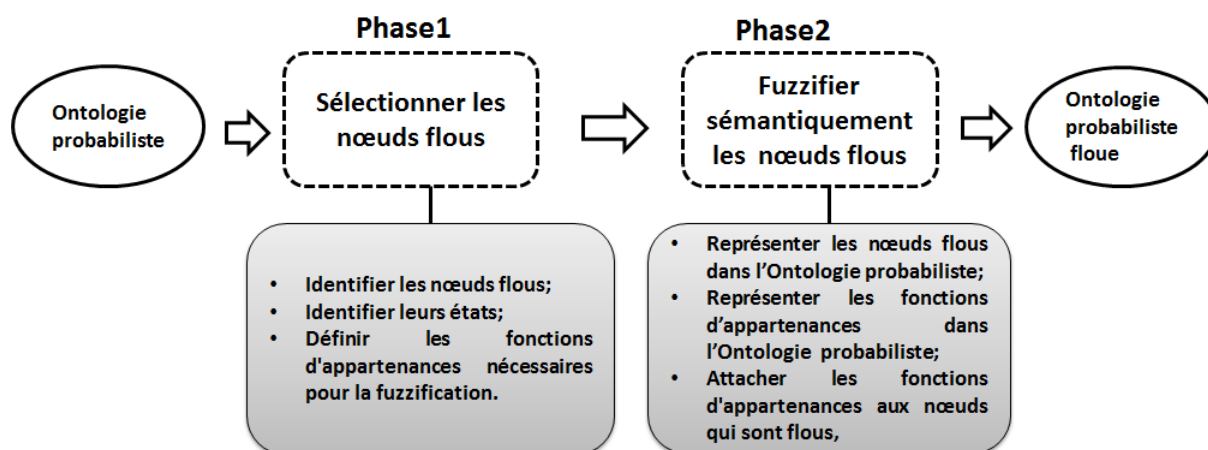 Phase1
Phase2
Ontologie
probabiliste
Sélectionner les
nœuds flous
Fuzzifier
sémantiquement
les nœuds flous
Ontologie
probabiliste
floue
• Identifier les nœuds flous;
• Identifier leurs états;
• Définir les fonctions
d'appartenances nécessaires
pour la fuzzification.
• Représenter les nœuds flous
dans l’Ontologie probabiliste;
• Représenter les fonctions
d’appartenances dans
l’Ontologie probabiliste;
• Attacher les fonctions
d'appartenances aux nœuds
qui sont flous,